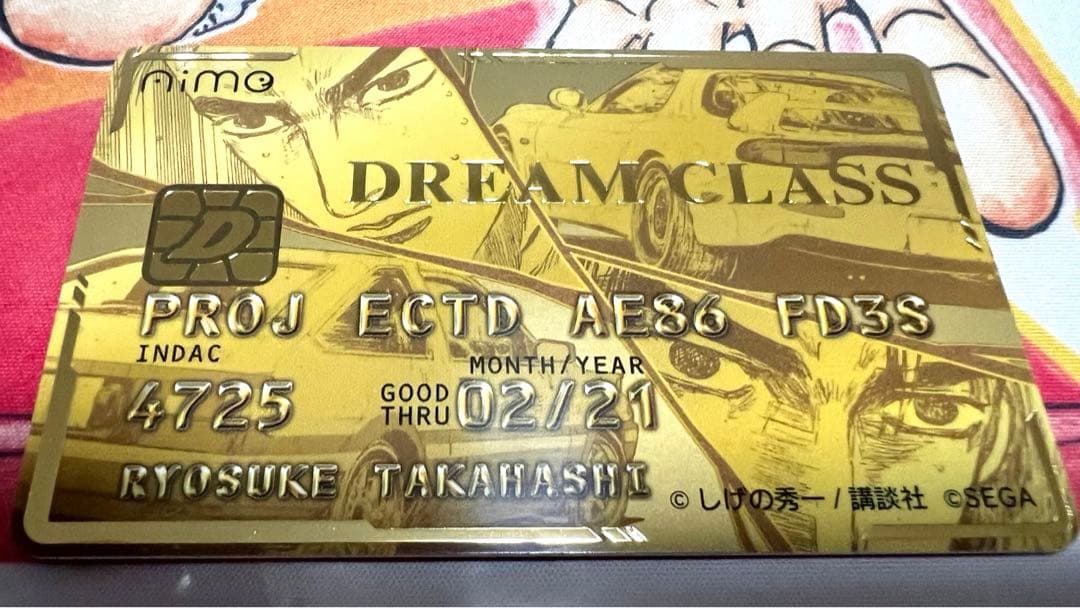 Aime
DREAM CLASS
D
PROJ ECTD AE86 FD3S
INDAC
MONTH/YEAR
4725 GOOD THRU 02/21
RYOSUKE TAKAHASHI
© しげの秀一 / 講談社 ©SEGA